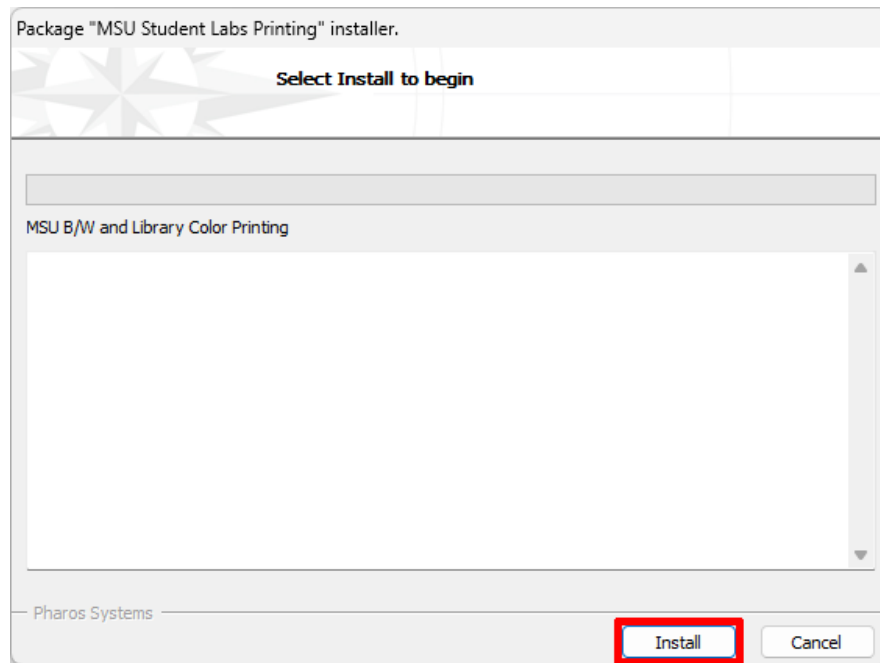 Package "MSU Student Labs Printing" installer.
Select Install to begin
MSU B/W and Library Color Printing
Pharos Systems
Install
Cancel